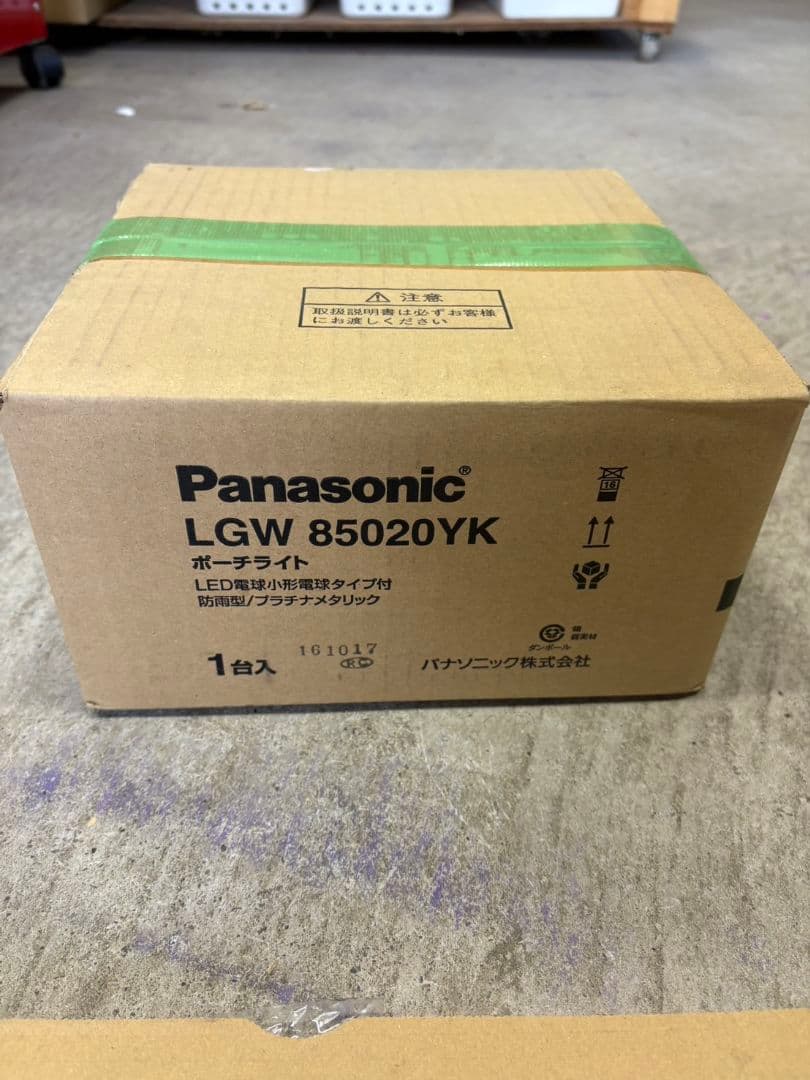 ⚠ 注意
取扱説明書は必ずお客様
にお渡しください
Panasonic®
LGW 85020YK
ポーチライト
LED電球小形電球タイプ付
防雨型/プラチナメタリック
16
1台入
161017
ダンボール
パナソニック株式会社